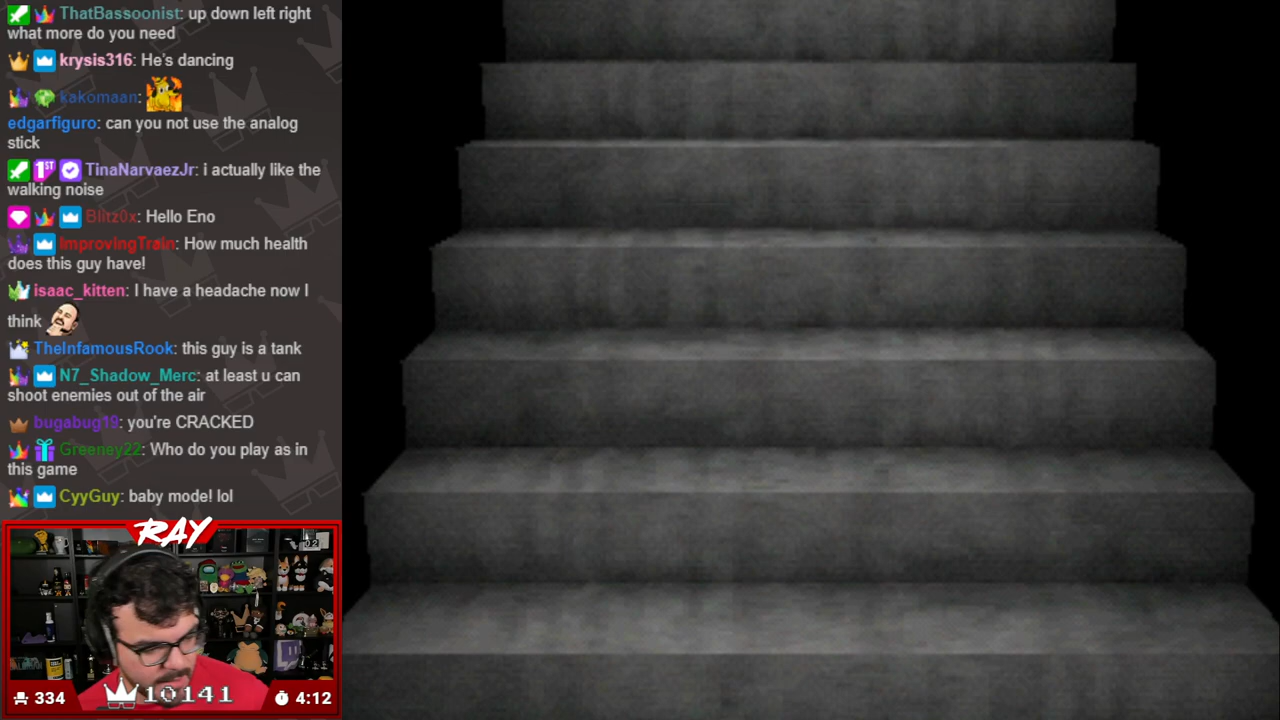 ThatBassoonist: up down left right
what more do you need
krysis316: He's dancing
kakomaan:
edgarfiguro: can you not use the analog
stick
1ST TinaNarvaezJr: i actually like the
walking noise
Blitz0x: Hello Eno
ImprovingTrain: How much health
does this guy have!
isaac_kitten: I have a headache now I
think
TheInfamousRook: this guy is a tank
N7_Shadow_Merc: at least u can
shoot enemies out of the air
bugabug19: you're CRACKED
Greeney22: Who do you play as in
this game
CyyGuy: baby mode! lol
RAY
334 10141 4:12